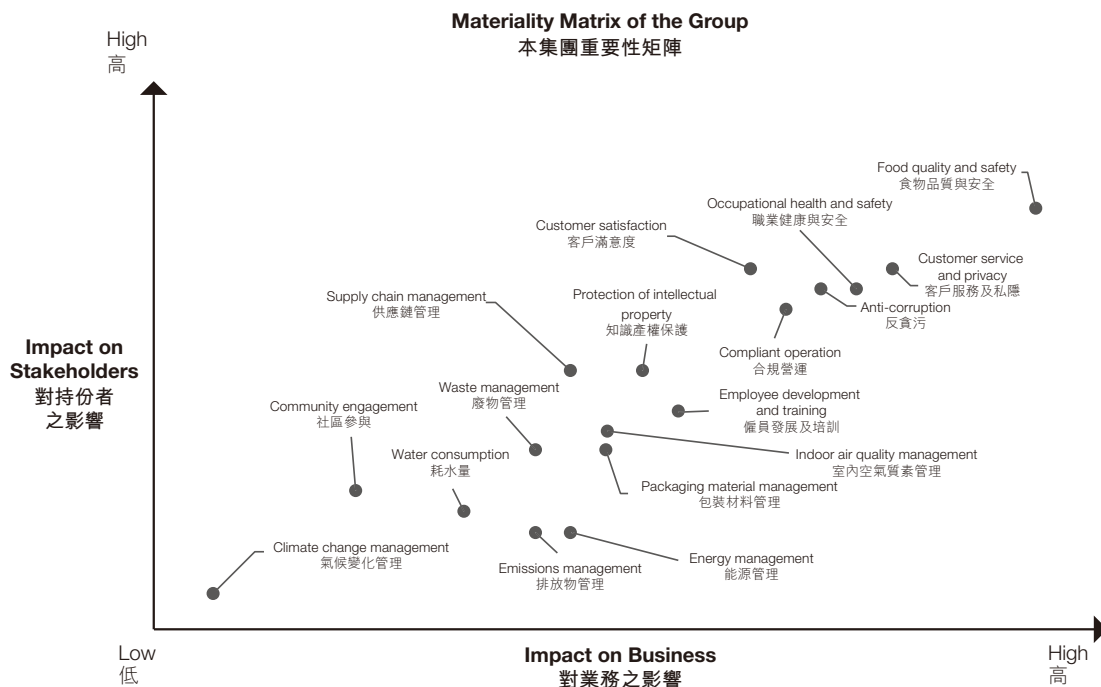 Materiality Matrix of the Group
本集團重要性矩陣
High
高
Food quality and safety
食物品質與安全
Occupational health and safety
職業健康與安全
Customer satisfaction
客戶滿意度
Customer service
and privacy
客戶服務及私隱
Supply chain management
供應鏈管理
Protection of intellectual
property
知識產權保護
Anti-corruption
反貪污
Impact on
Stakeholders
對持份者
之影響
Compliant operation
合規營運
Waste management
廢物管理
Employee development
and training
僱員發展及培訓
Community engagement
社區參與
Water consumption
耗水量
Indoor air quality management
室內空氣質素管理
Packaging material management
包裝材料管理
Climate change management
氣候變化管理
Emissions management
排放物管理
Energy management
能源管理
Low
低
Impact on Business
對業務之影響
High
高